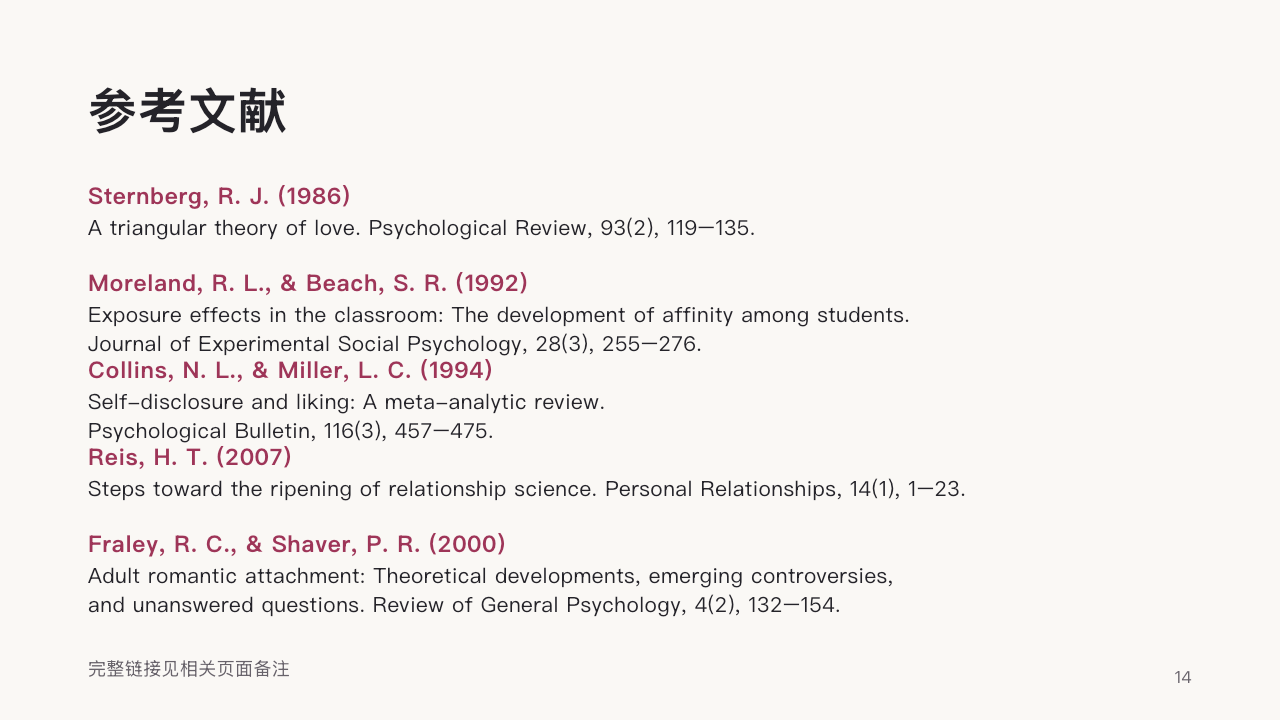 参考文献
Sternberg, R. J. (1986)
A triangular theory of love. Psychological Review, 93(2), 119–135.
Moreland, R. L., & Beach, S. R. (1992)
Exposure effects in the classroom: The development of affinity among students.
Journal of Experimental Social Psychology, 28(3), 255–276.
Collins, N. L., & Miller, L. C. (1994)
Self-disclosure and liking: A meta-analytic review.
Psychological Bulletin, 116(3), 457–475.
Reis, H. T. (2007)
Steps toward the ripening of relationship science. Personal Relationships, 14(1), 1–23.
Fraley, R. C., & Shaver, P. R. (2000)
Adult romantic attachment: Theoretical developments, emerging controversies,
and unanswered questions. Review of General Psychology, 4(2), 132–154.
完整链接见相关页面备注
14